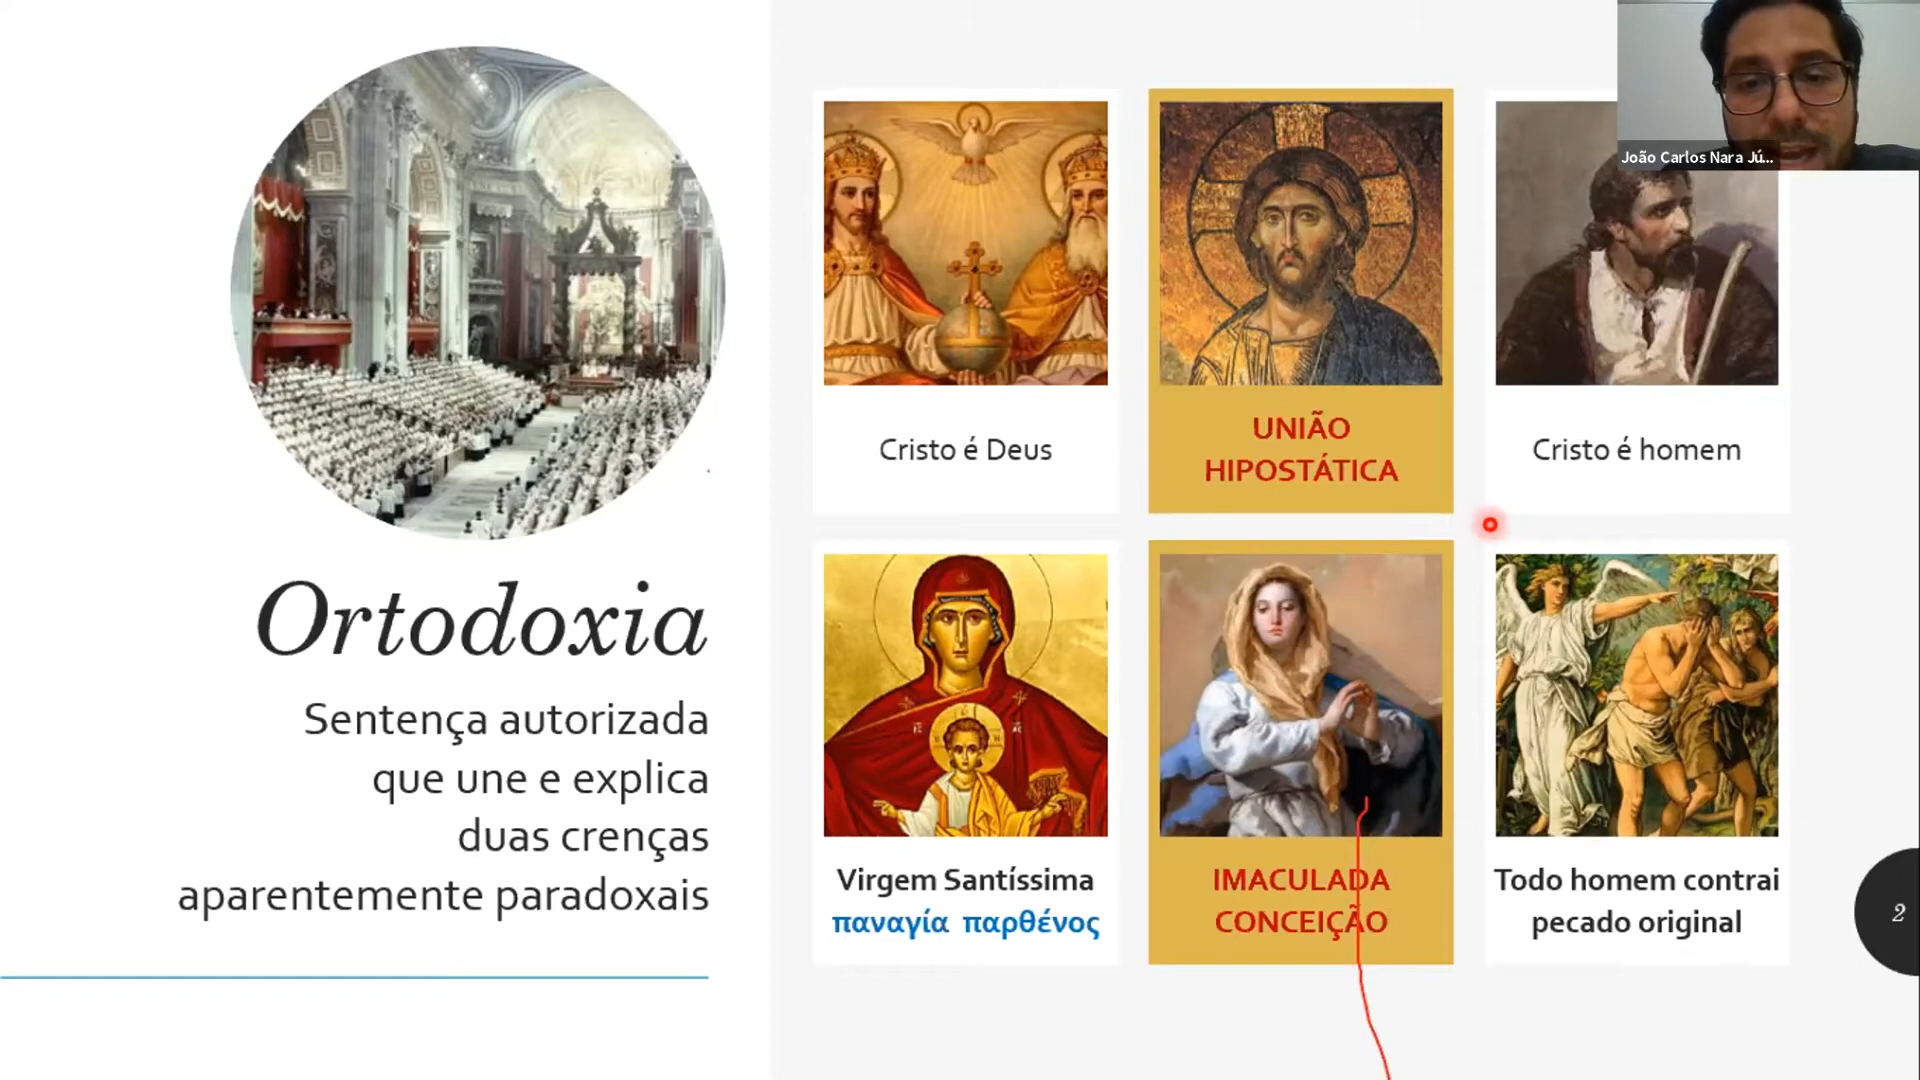 João Carlos Nara Jú...
Cristo é Deus
UNIÃO
HIPOSTÁTICA
Cristo é homem
Ortodoxia
Sentença autorizada
que une e explica
duas crenças
aparentemente paradoxais
Virgem Santíssima
παναγία παρθένος
IMACULADA
CONCEIÇÃO
Todo homem contrai
pecado original
2